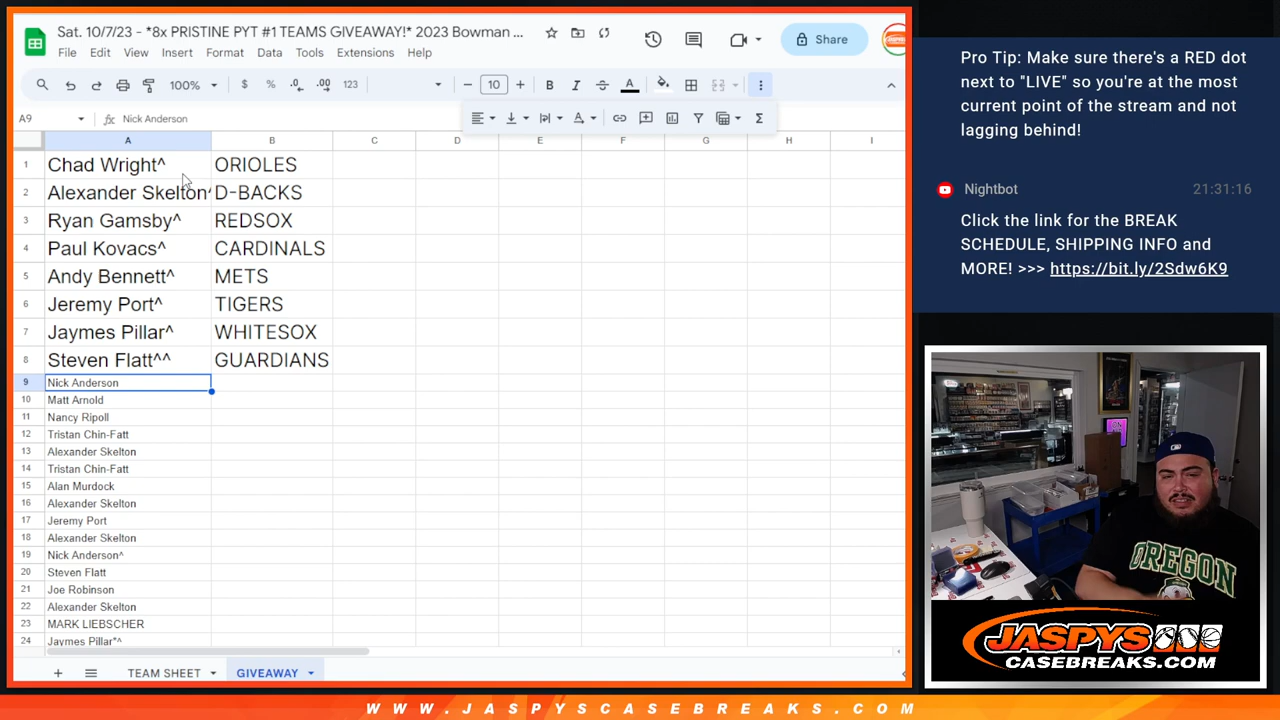 Sat. 10/7/23 - *8x PRISTINE PYT #1 TEAMS GIVEAWAY!* 2023 Bowman ...
File Edit View Insert Format Data Tools Extensions Help
Share
100% $ % .0 .00 123 10 B I S A
A9 fx Nick Anderson
A B C D E F G H I
1 Chad Wright^ ORIOLES
2 Alexander Skelton^ D-BACKS
3 Ryan Gamsby^ REDSOX
4 Paul Kovacs^ CARDINALS
5 Andy Bennett^ METS
6 Jeremy Port^ TIGERS
7 Jaymes Pillar^ WHITESOX
8 Steven Flatt^^ GUARDIANS
9 Nick Anderson
10 Matt Arnold
11 Nancy Ripoll
12 Tristan Chin-Fatt
13 Alexander Skelton
14 Tristan Chin-Fatt
15 Alan Murdock
16 Alexander Skelton
17 Jeremy Port
18 Alexander Skelton
19 Nick Anderson^
20 Steven Flatt
21 Joe Robinson
22 Alexander Skelton
23 MARK LIEBSCHER
24 Jaymes Pillar*^
TEAM SHEET GIVEAWAY
Pro Tip: Make sure there's a RED dot
next to "LIVE" so you're at the most
current point of the stream and not
lagging behind!
Nightbot 21:31:16
Click the link for the BREAK
SCHEDULE, SHIPPING INFO and
MORE! >>> https://bit.ly/2Sdw6K9
OREGON
JASPYS
CASEBREAKS.COM
WWW.JASPYSCASEBREAKS.COM